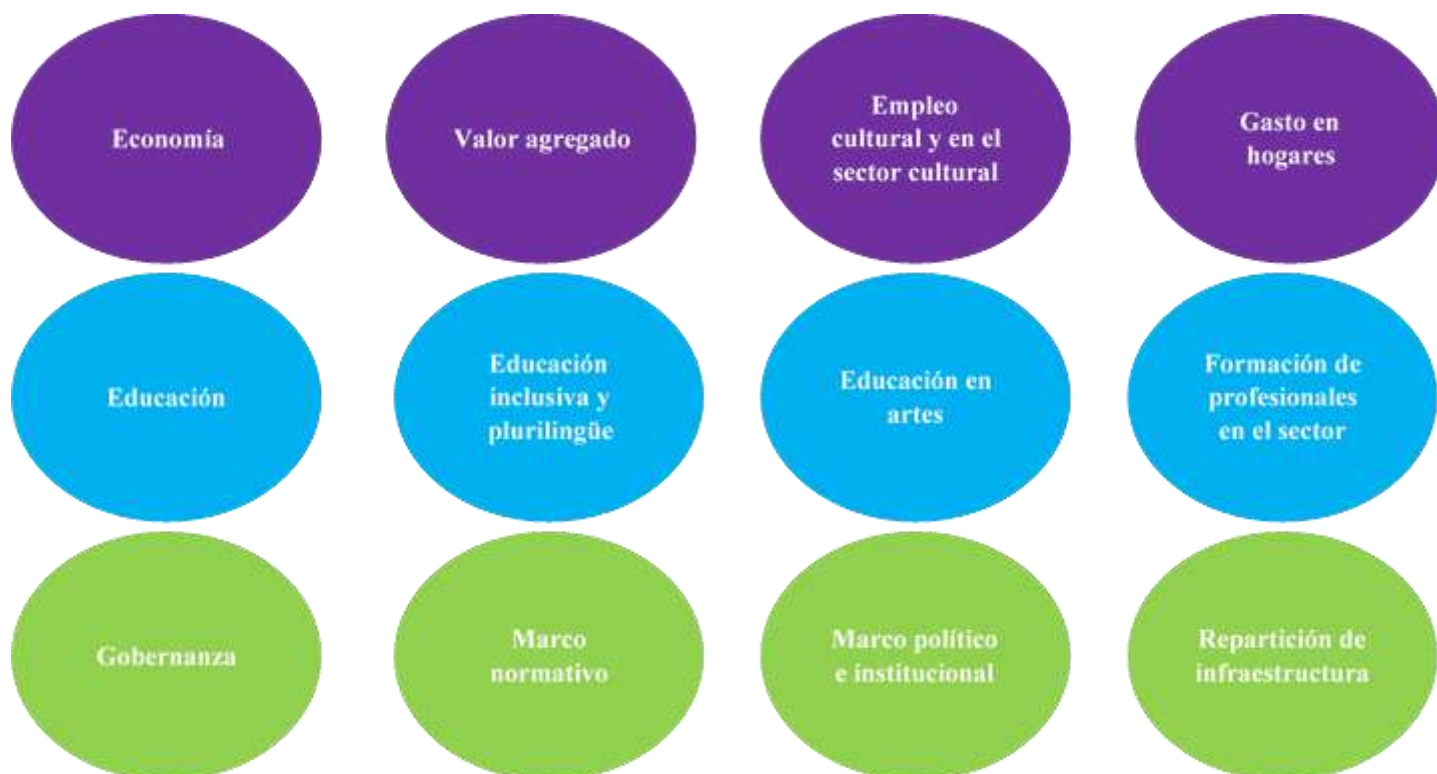 Economía
Valor agregado
Empleo
cultural y en el
sector cultural
Gasto en
hogares
Educación
Educación
inclusiva y
plurilingüe
Educación en
artes
Formación de
profesionales
en el sector
Gobernanza
Marco
normativo
Marco político
e institucional
Repartición de
infraestructura